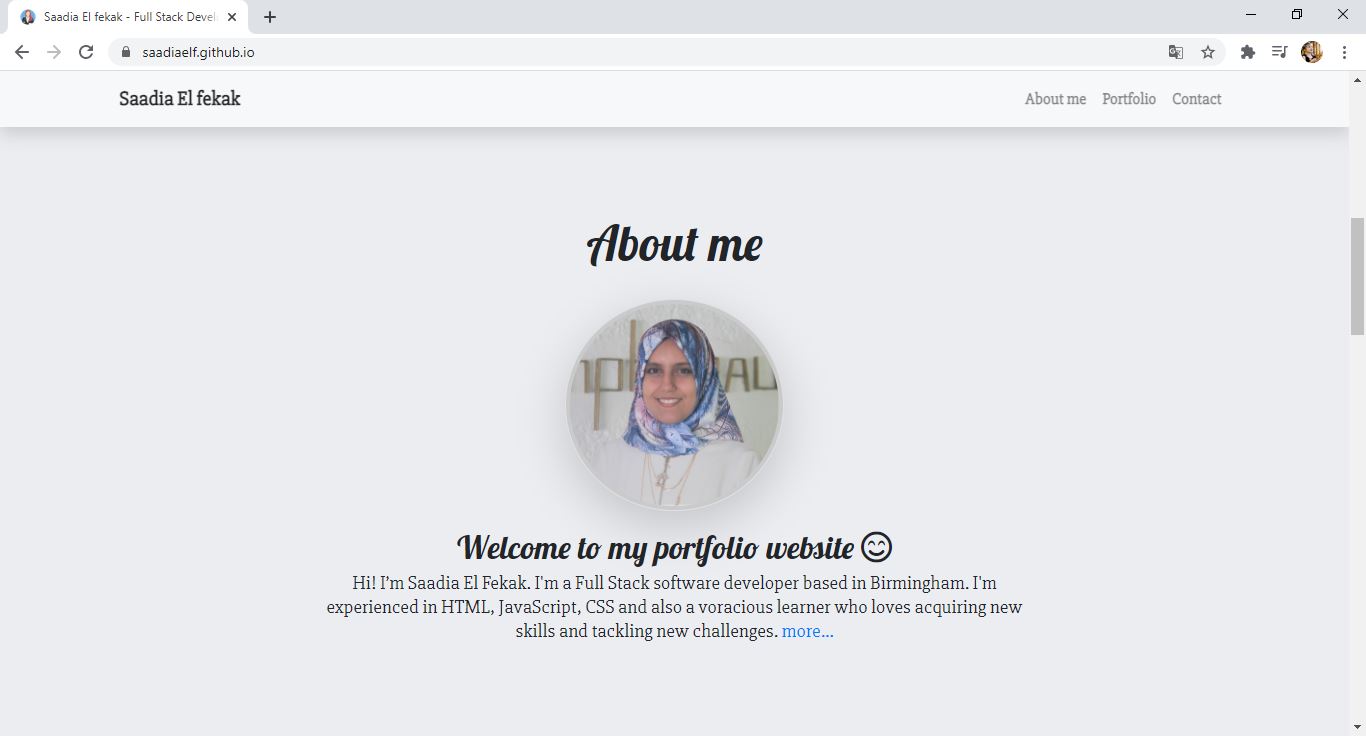 Saadia El fekak - Full Stack Devel
saadiaelf.github.io
Saadia El fekak
About me Portfolio Contact
About me
Welcome to my portfolio website 😊
Hi! I’m Saadia El Fekak. I'm a Full Stack software developer based in Birmingham. I'm
experienced in HTML, JavaScript, CSS and also a voracious learner who loves acquiring new
skills and tackling new challenges. more...